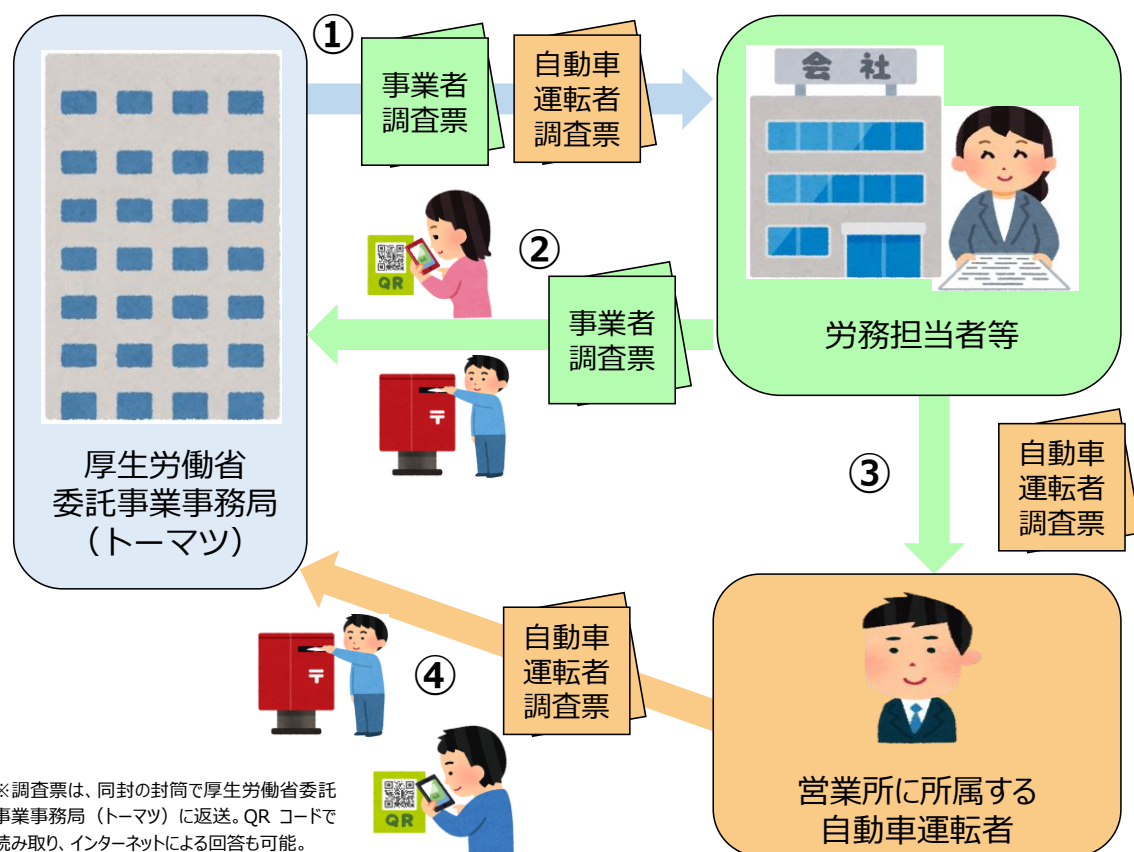 ①
事業者
調査票
自動車
運転者
調査票
会社
労務担当者等
QR
②
事業者
調査票
〒
厚生労働省
委託事業事務局
（トーマツ）
③
自動車
運転者
調査票
④
自動車
運転者
調査票
〒
QR
営業所に所属する
自動車運転者
※調査票は、同封の封筒で厚生労働省委託
事業事務局（トーマツ）に返送。QR コードで
読み取り、インターネットによる回答も可能。